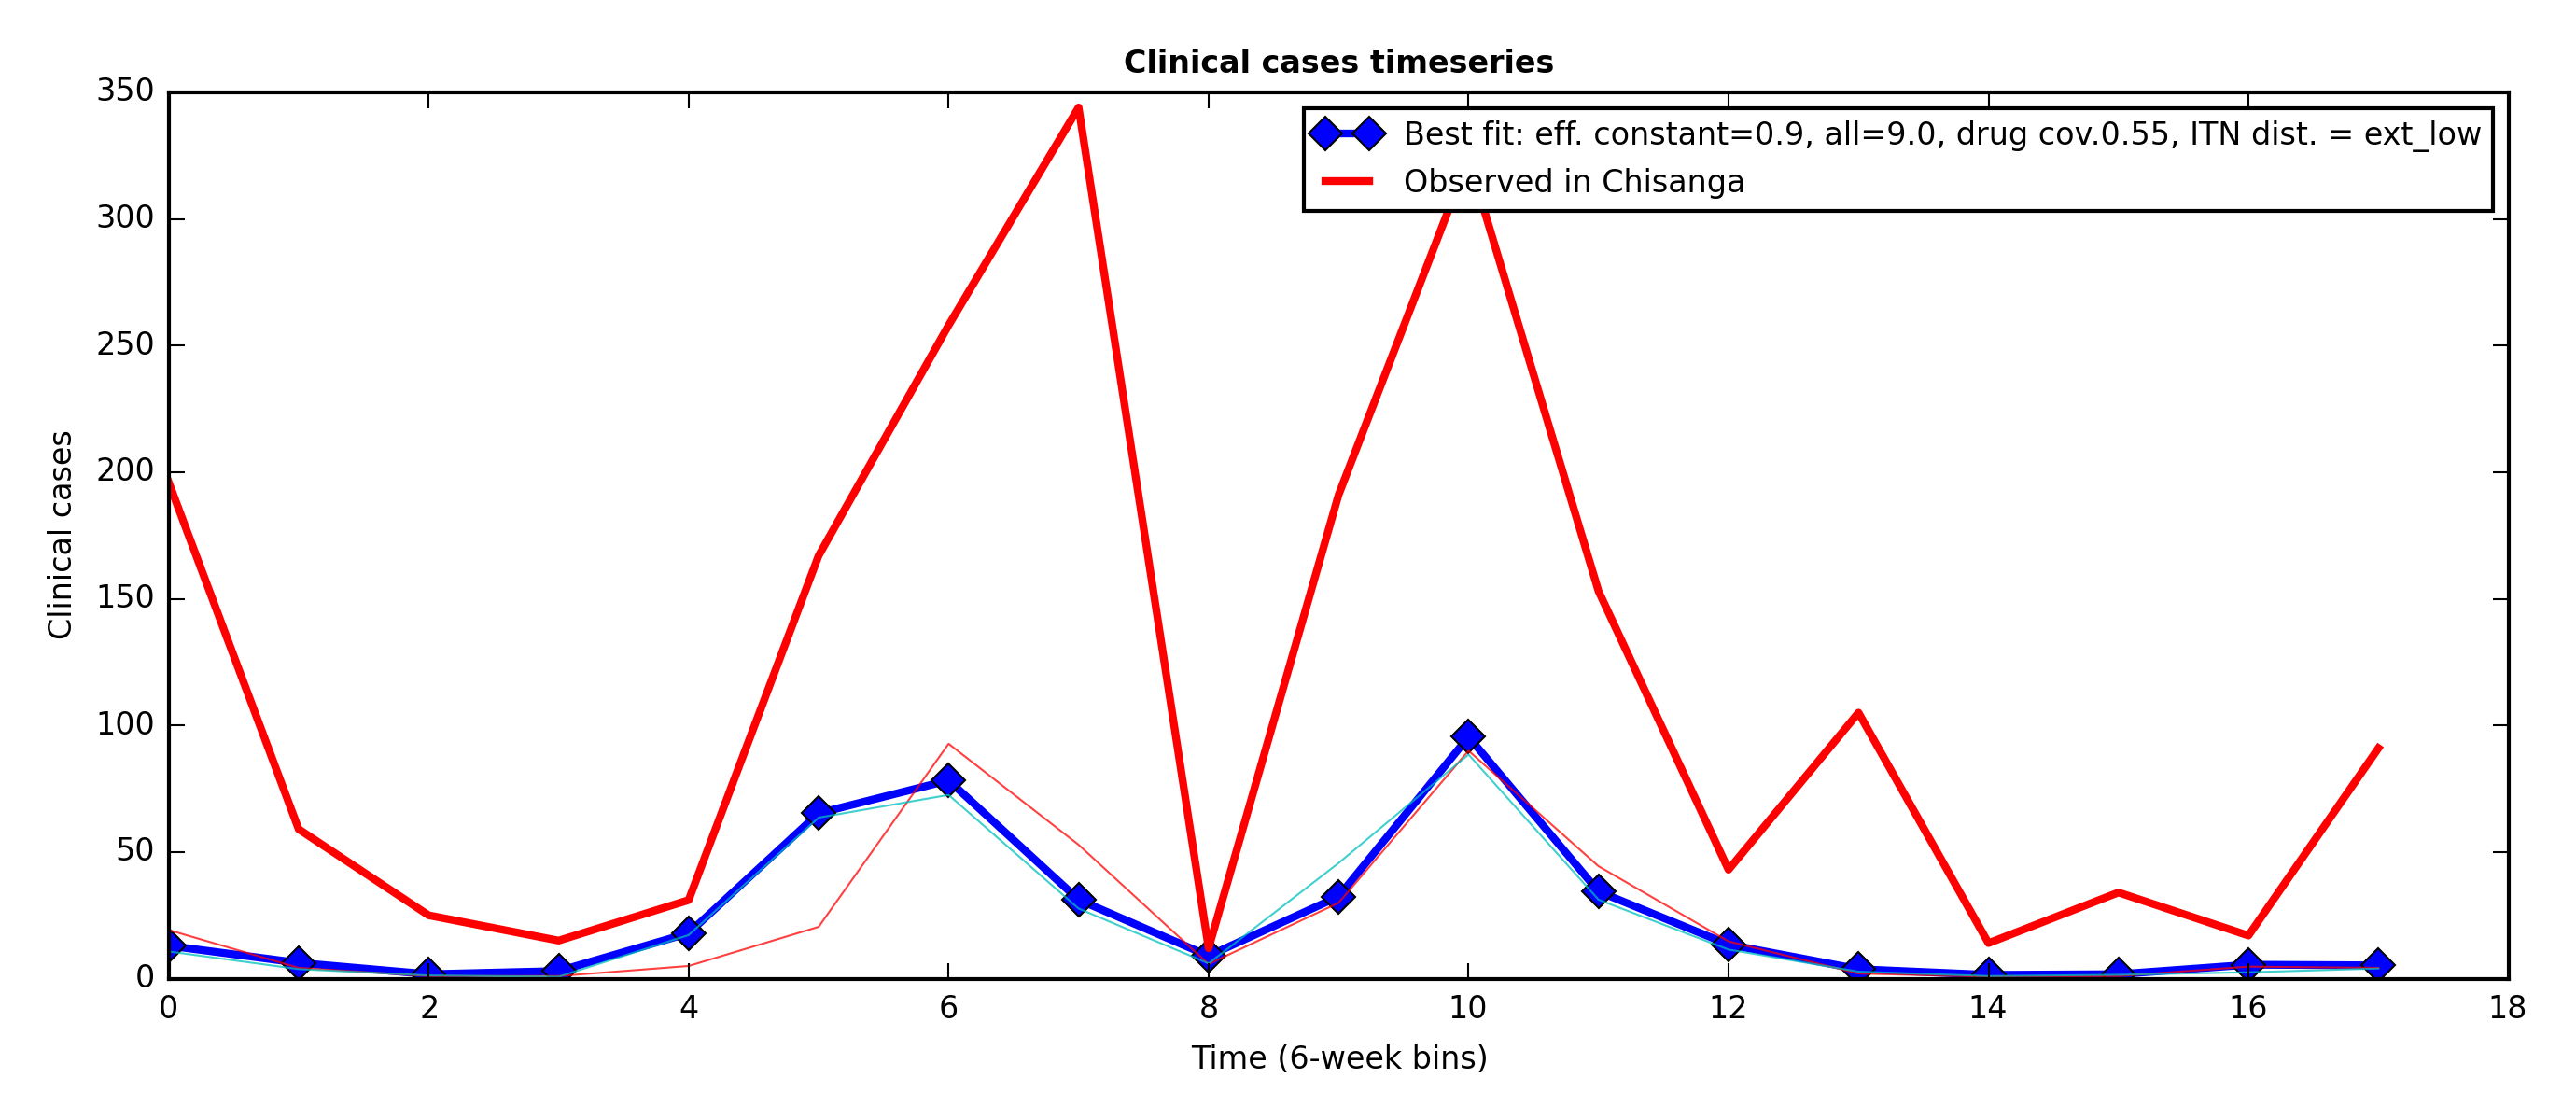 Clinical cases timeseries
Best fit: eff. constant=0.9, all=9.0, drug cov.0.55, ITN dist. = ext_low
Observed in Chisanga
350
300
250
200
150
100
50
0
Clinical cases
0 2 4 6 8 10 12 14 16 18
Time (6-week bins)